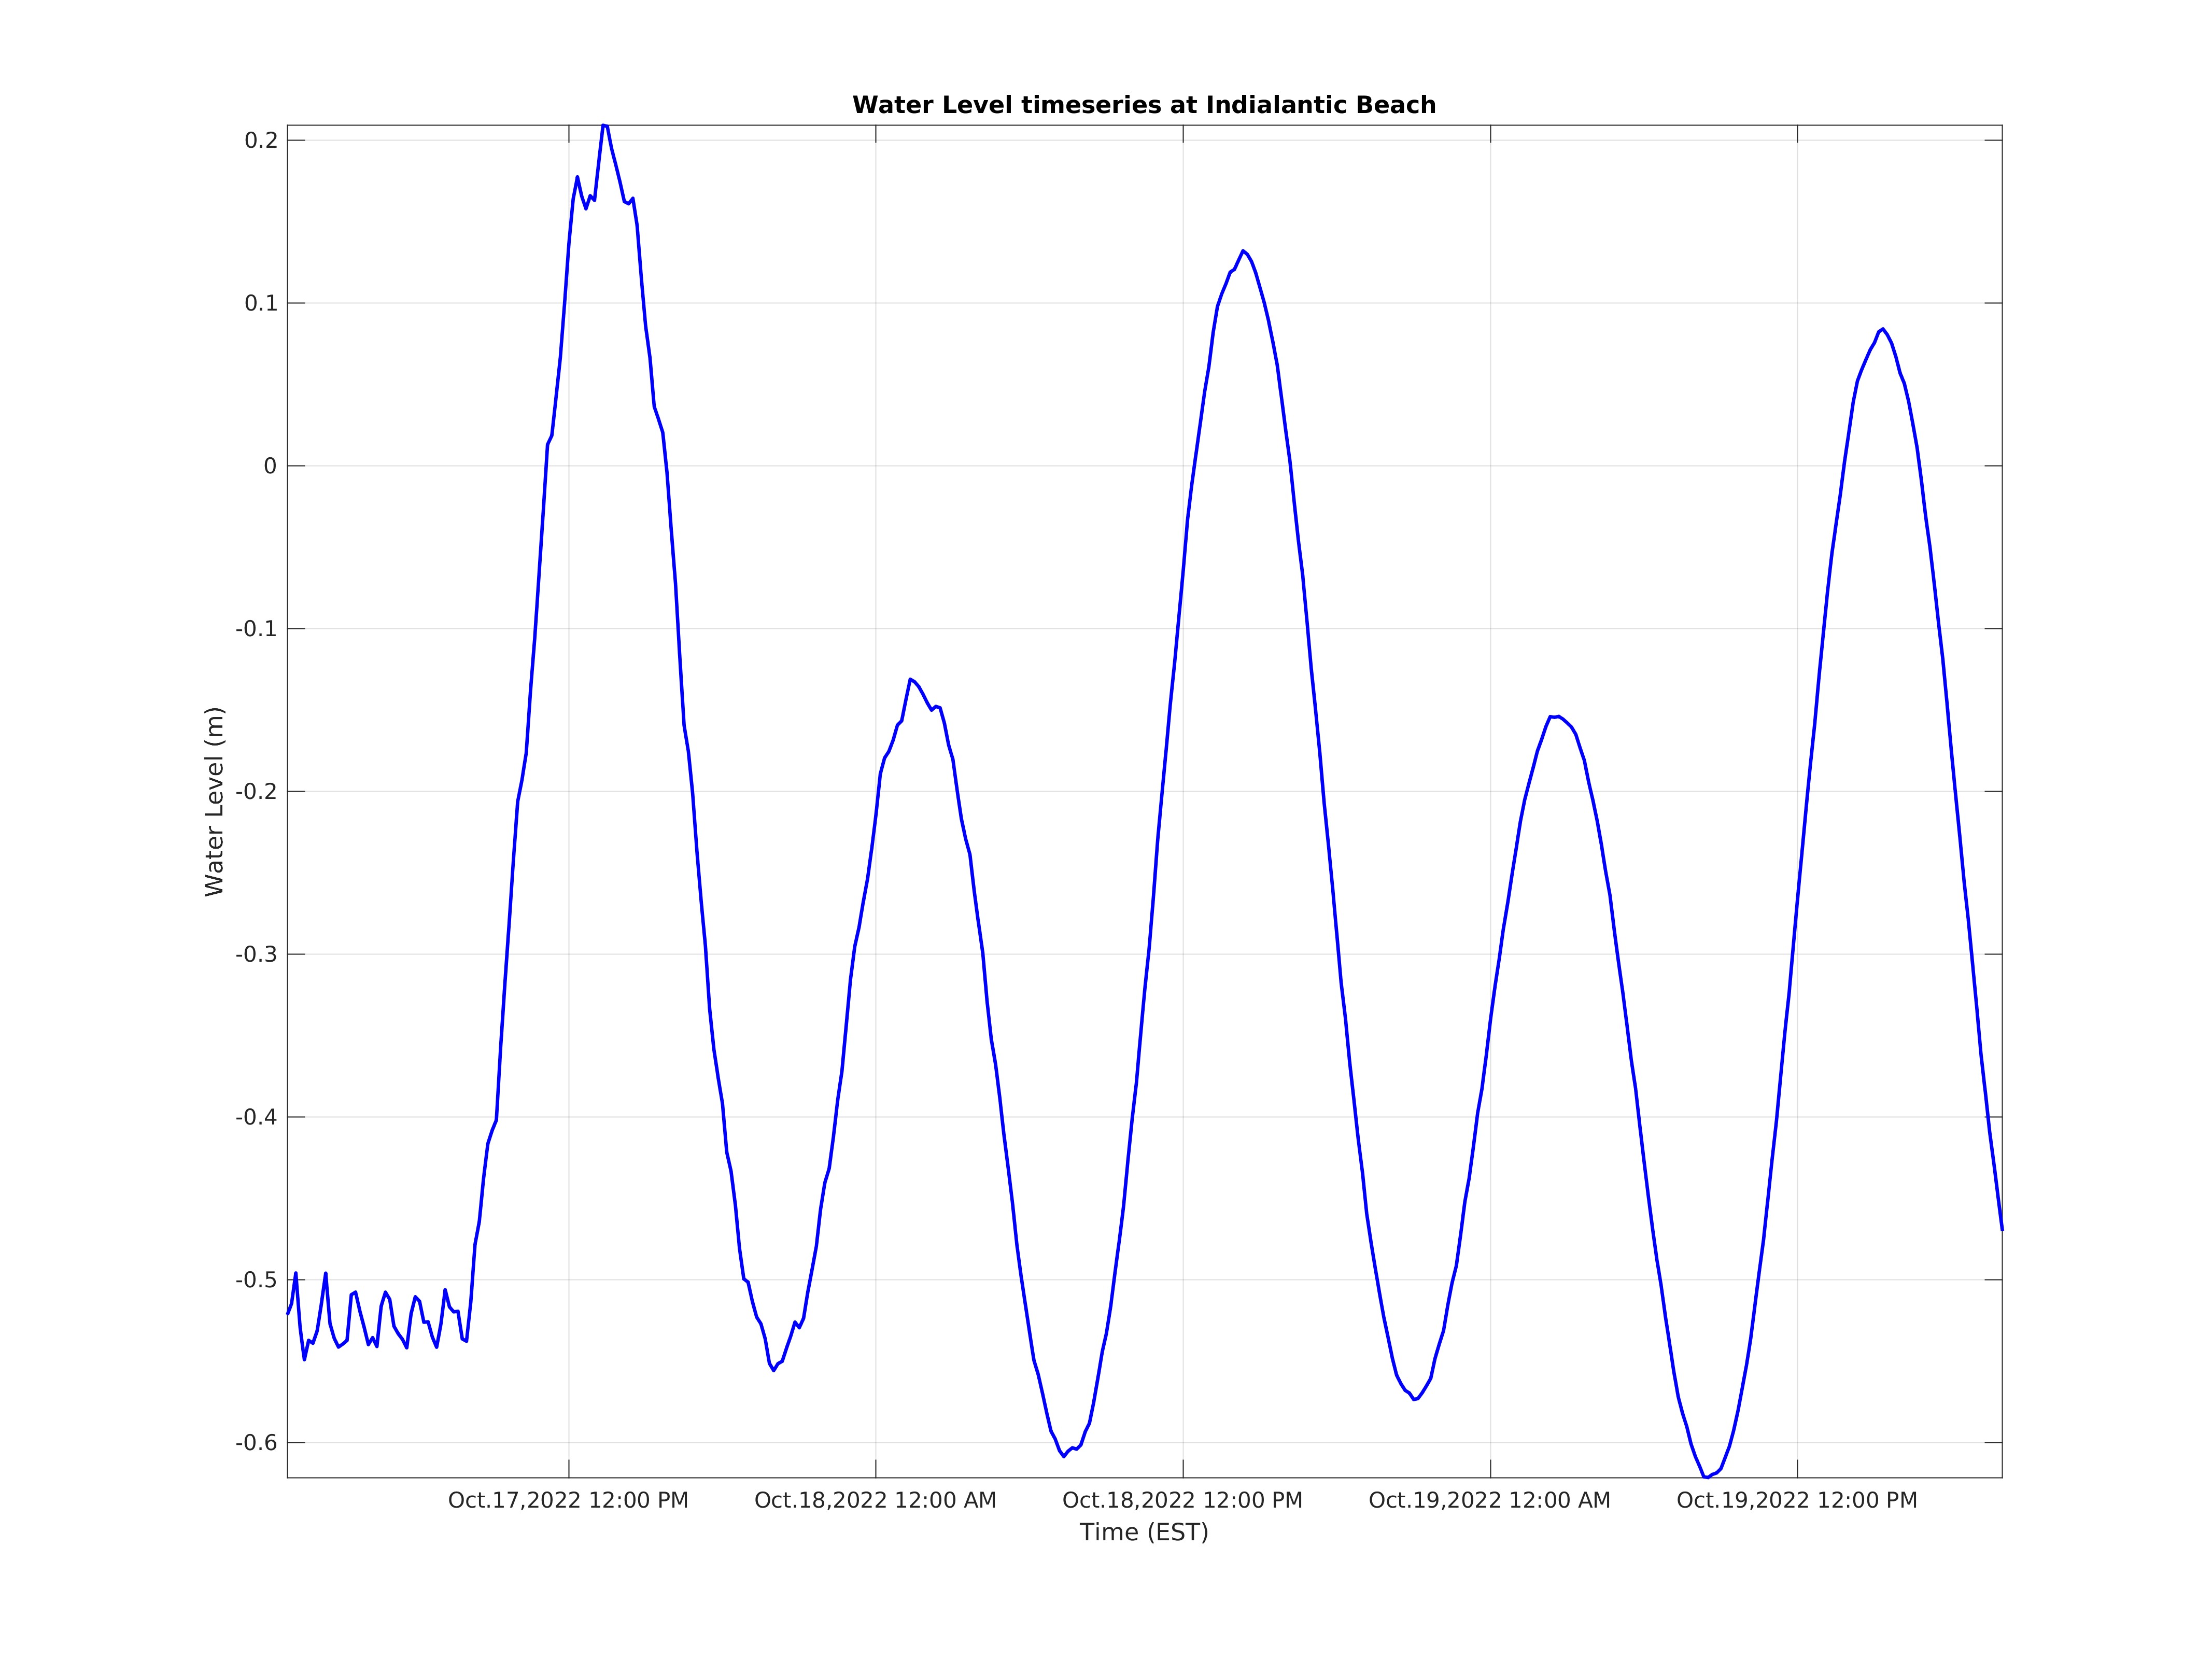 Water Level timeseries at Indialantic Beach
0.2
0.1
0
-0.1
-0.2
-0.3
-0.4
-0.5
-0.6
Water Level (m)
Oct.17,2022 12:00 PM Oct.18,2022 12:00 AM Oct.18,2022 12:00 PM Oct.19,2022 12:00 AM Oct.19,2022 12:00 PM
Time (EST)